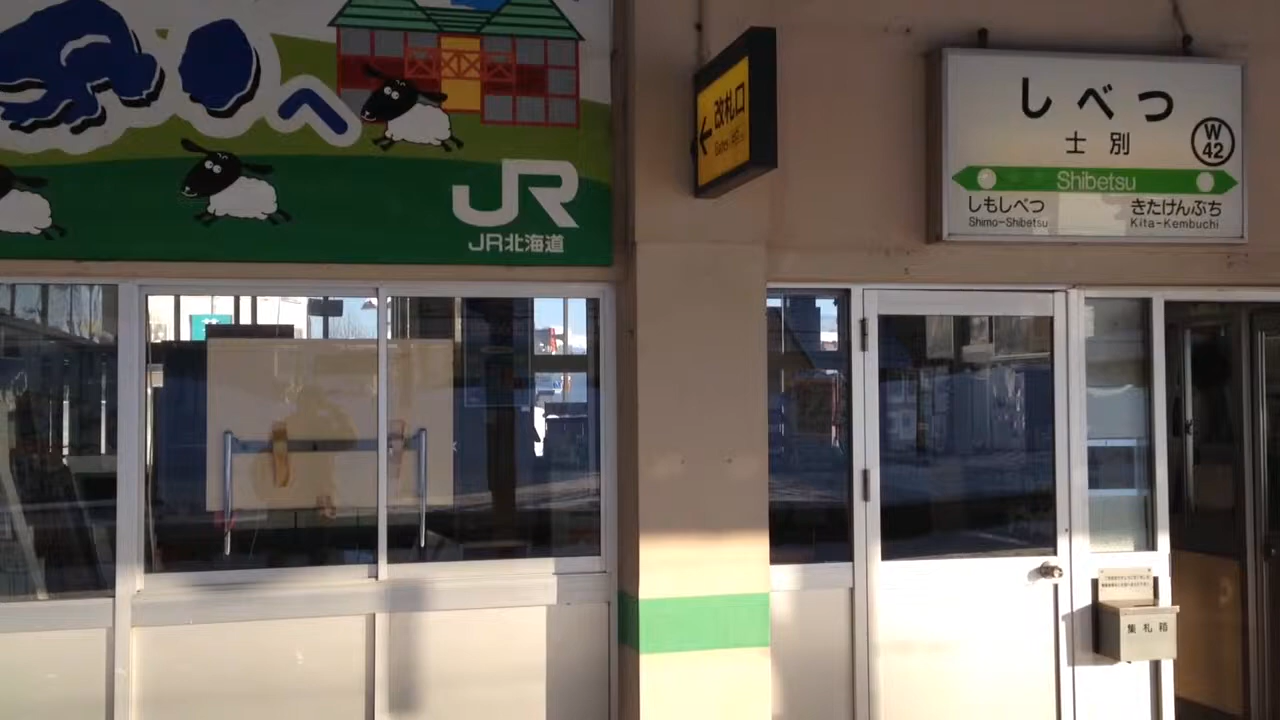 へ
JR
JR北海道
改札口
Gates
しべつ
士別
W
42
Shibetsu
しもしべつ
きたけんぶち
Shimo-Shibetsu
Kita-Kembuchi
集札箱